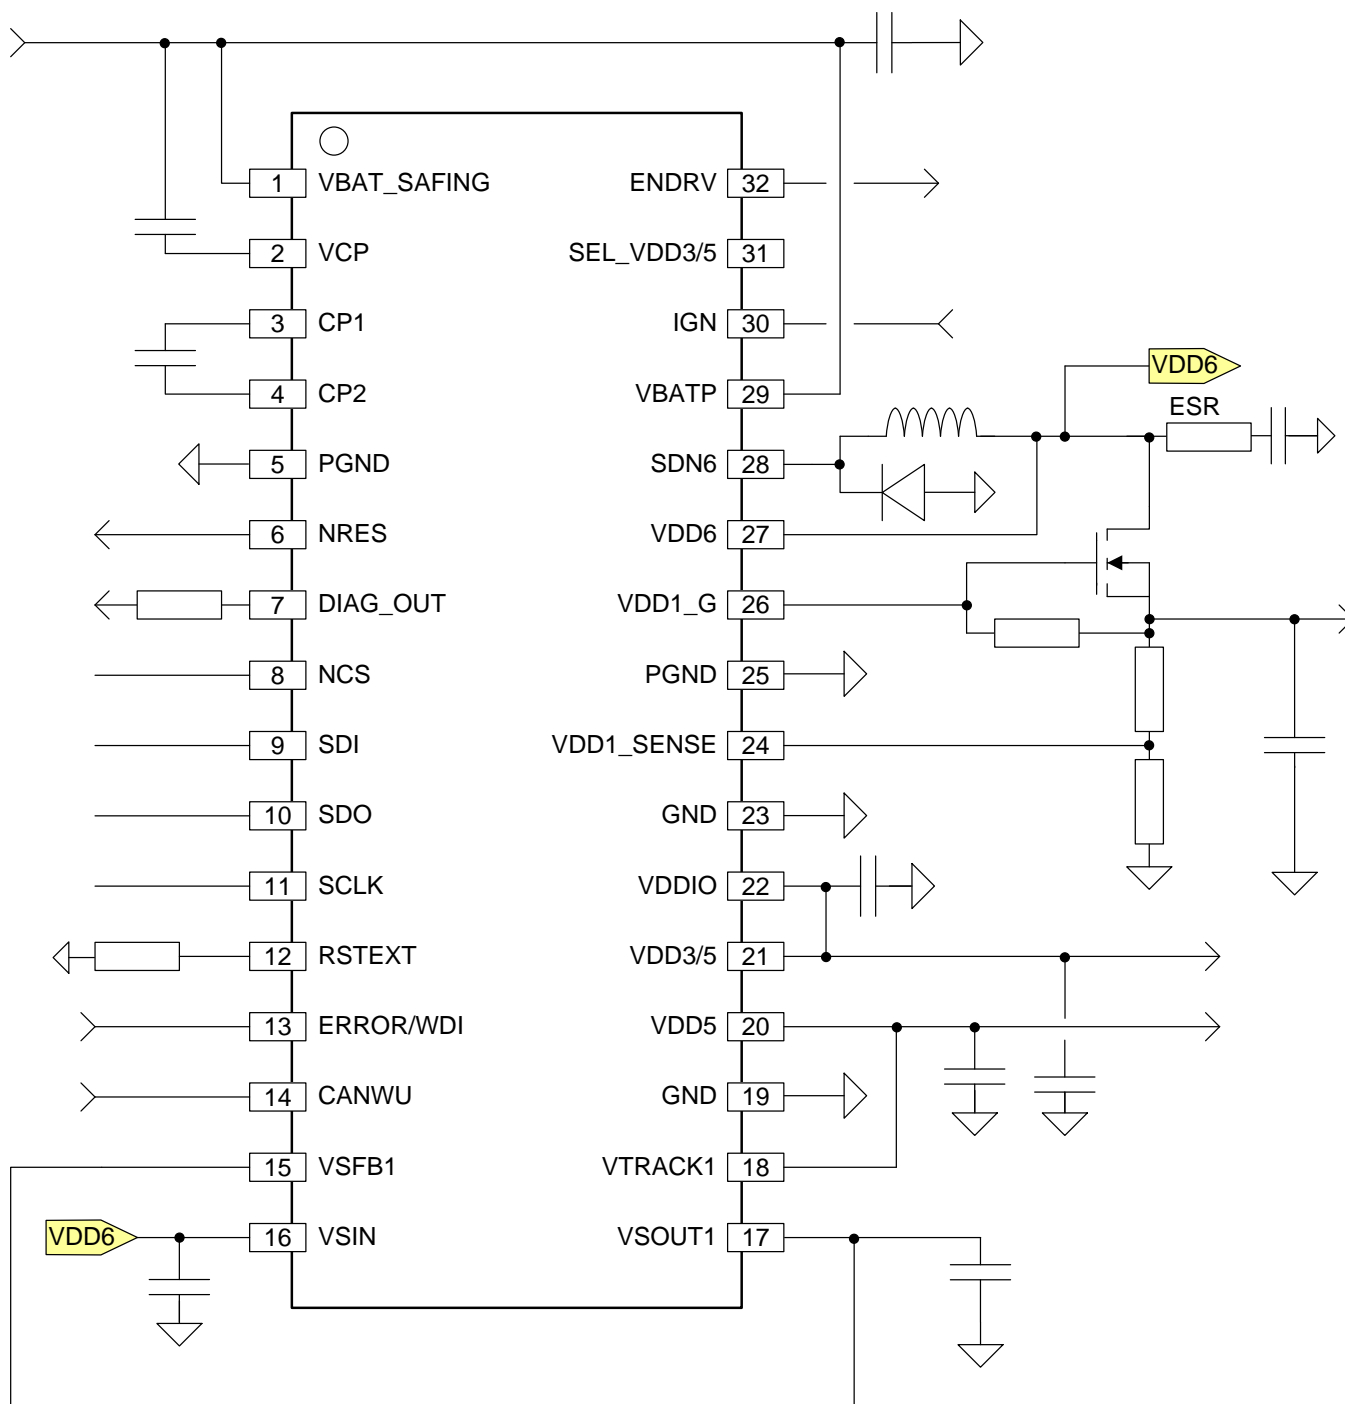 1 VBAT_SAFING ENDRV 32
2 VCP SEL_VDD3/5 31
3 CP1 IGN 30
4 CP2 VBATP 29
VDD6
ESR
5 PGND SDN6 28
6 NRES VDD6 27
7 DIAG_OUT VDD1_G 26
8 NCS PGND 25
9 SDI VDD1_SENSE 24
10 SDO GND 23
11 SCLK VDDIO 22
12 RSTEXT VDD3/5 21
13 ERROR/WDI VDD5 20
14 CANWU GND 19
15 VSFB1 VTRACK1 18
VDD6 16 VSIN VSOUT1 17